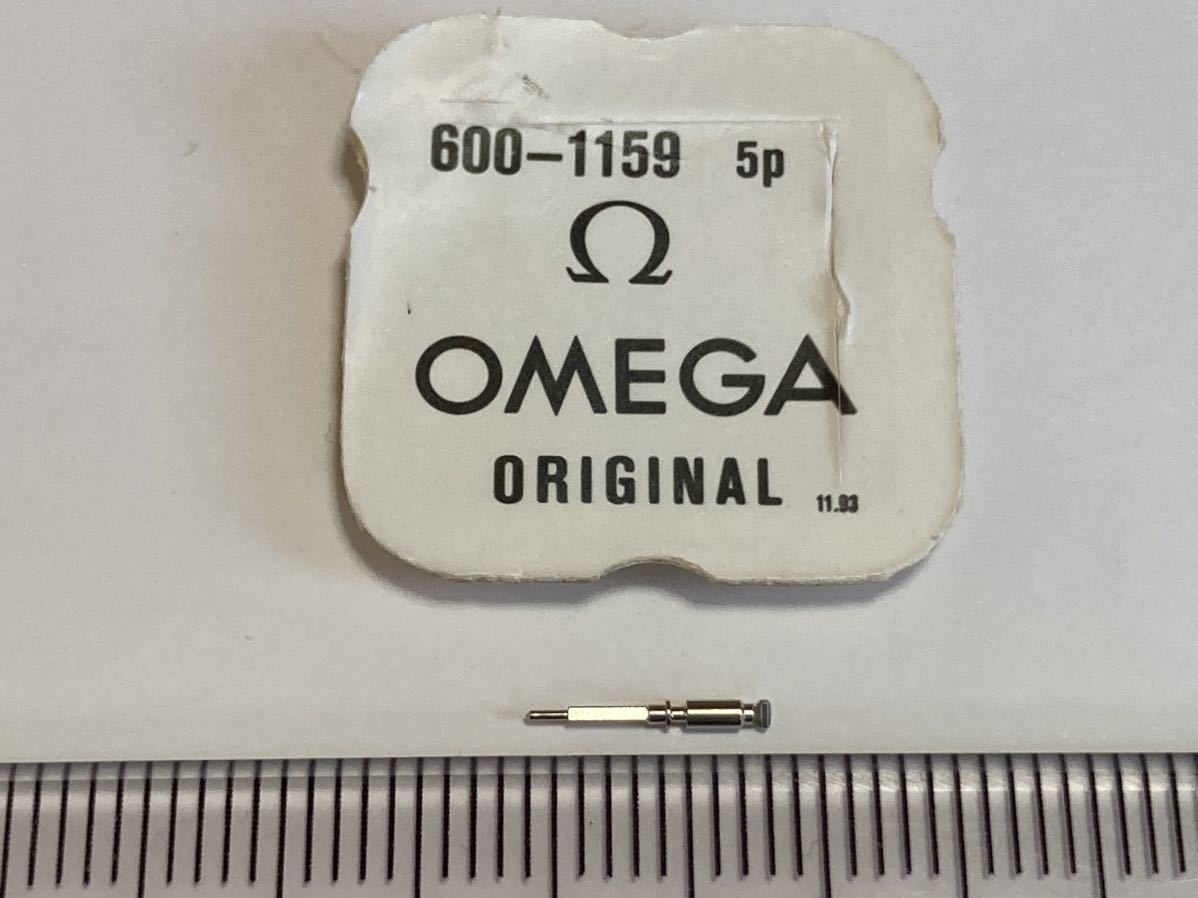 600-1159 5p
Ω
OMEGA
ORIGINAL 11.93